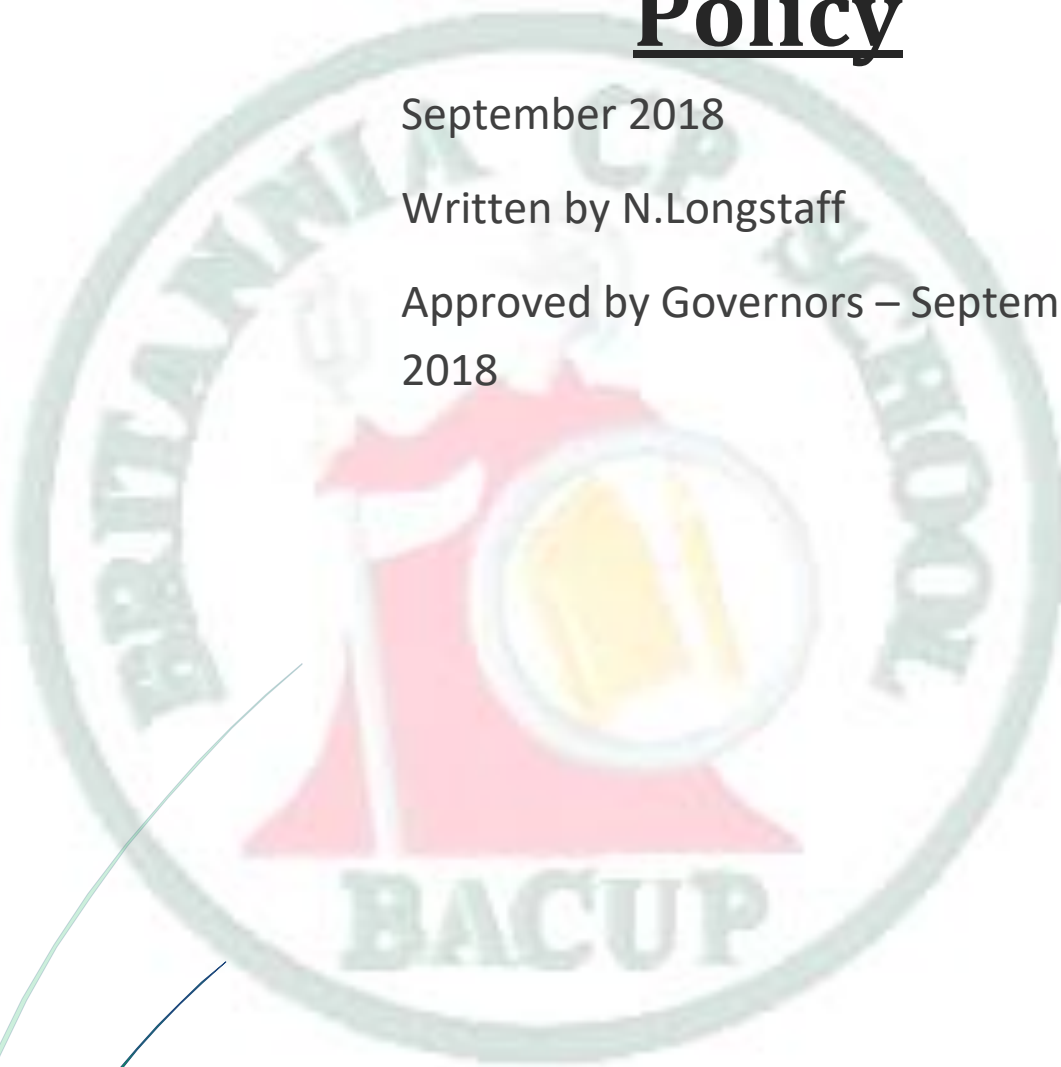 Policy
September 2018
Written by N.Longstaff
Approved by Governors – Septem
2018
BRITANNIA CP SCHOOL
BACUP